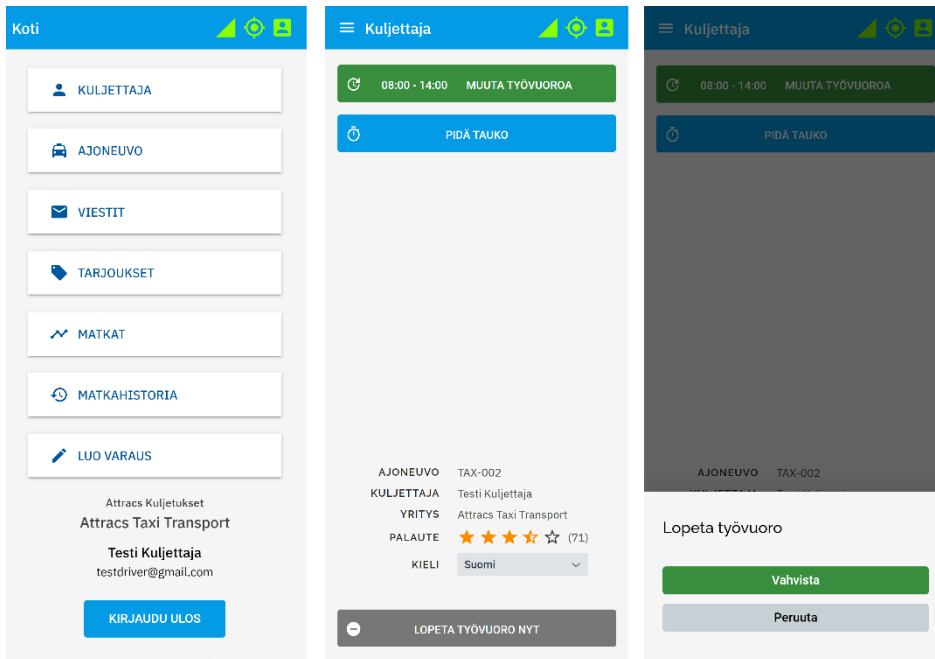 Koti
KULJETTAJA
AJONEUVO
VIESTIT
TARJOUKSET
MATKAT
MATKAHISTORIA
LUO VARAUS
Attracs Kuljetukset
Attracs Taxi Transport
Testi Kuljettaja
testdriver@gmail.com
KIRJAUDU ULOS
Kuljettaja
08:00 - 14:00 MUUTA TYÖVUOROA
PIDÄ TAUKO
AJONEUVO TAX-002
KULJETTAJA Testi Kuljettaja
YRITYS Attracs Taxi Transport
PALAUTE (71)
KIELI Suomi
LOPETA TYÖVUORO NYT
Kuljettaja
08:00 - 14:00 MUUTA TYÖVUOROA
PIDÄ TAUKO
AJONEUVO TAX-002
Lopeta työvuoro
Vahvista
Peruuta